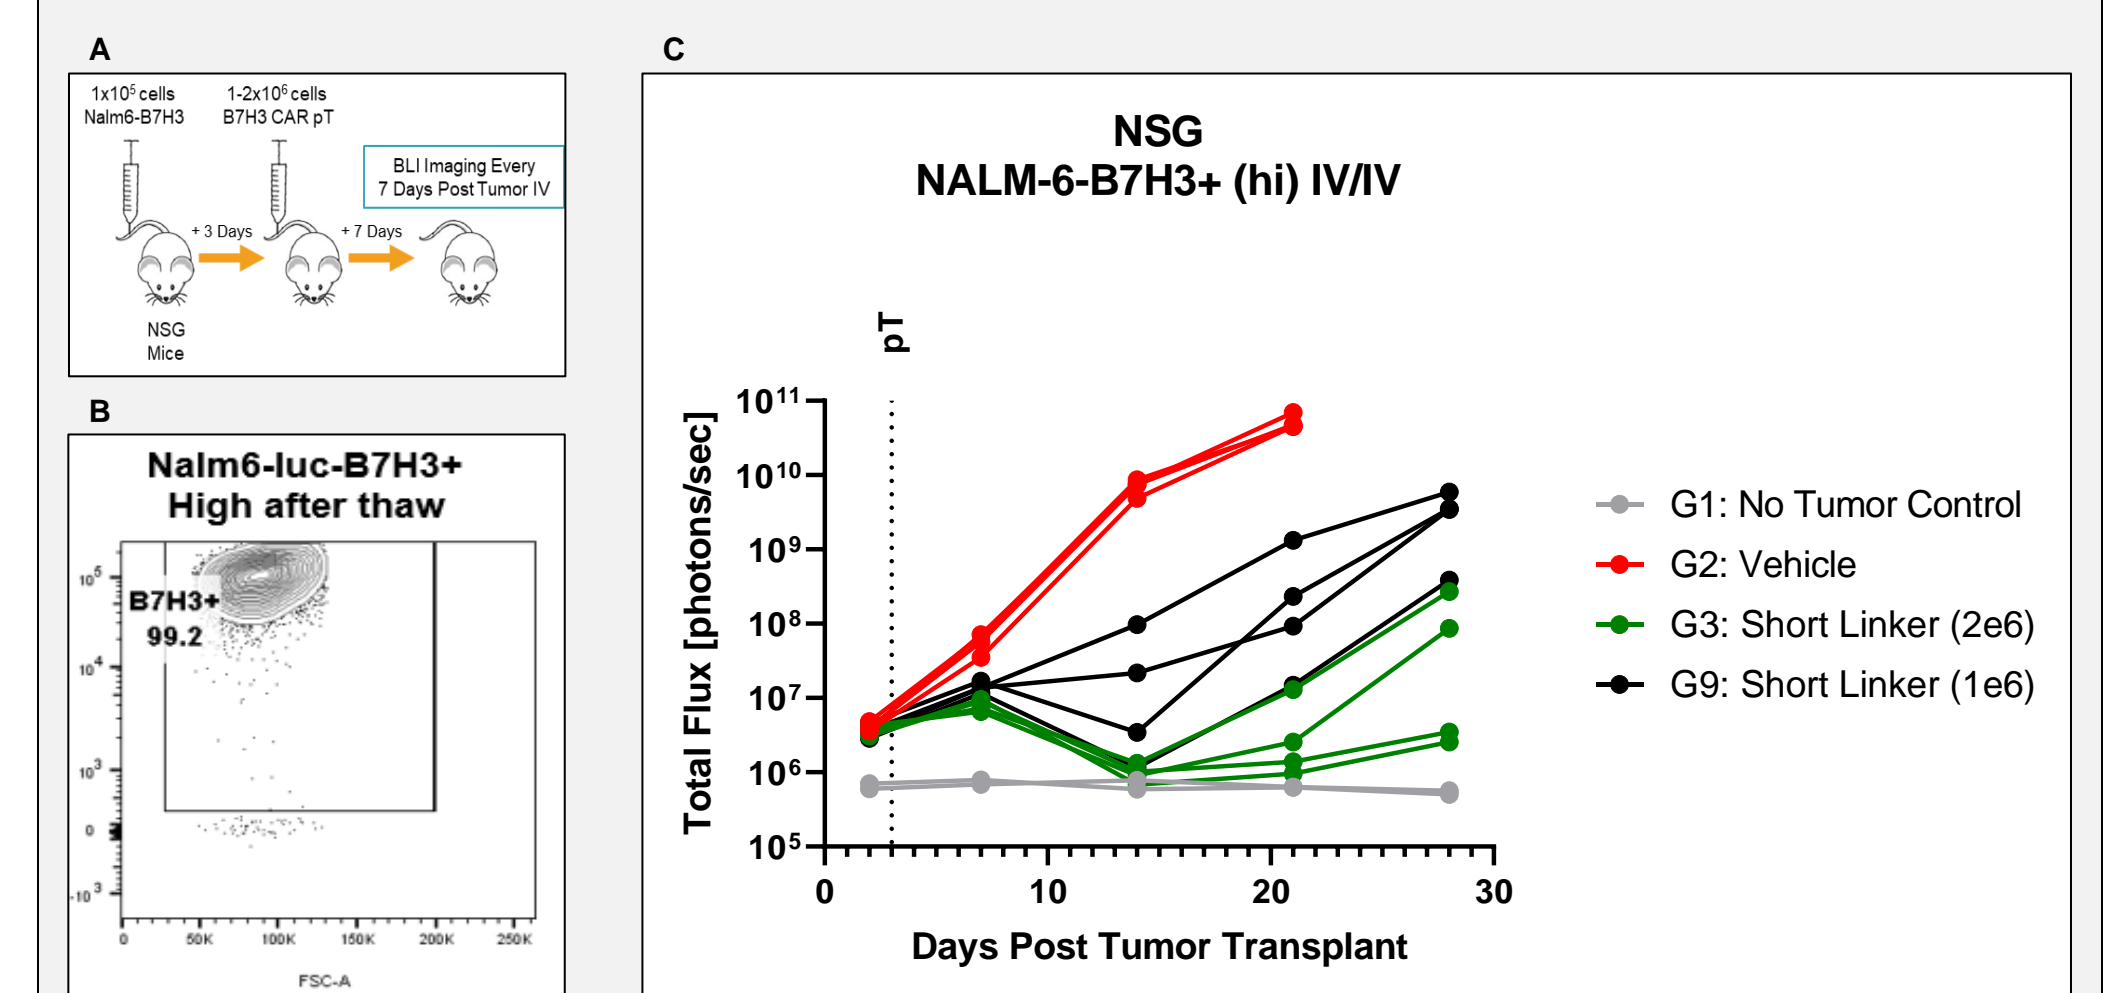 A
1x10⁵ cells
Nalm6-B7H3
1-2x10⁶ cells
B7H3 CAR pT
BLI Imaging Every
7 Days Post Tumor IV
+ 3 Days
+ 7 Days
NSG
Mice
B
Nalm6-luc-B7H3+
High after thaw
B7H3+
99.2
10⁵
10⁴
10³
0
-10³
0
50K
100K
150K
200K
250K
FSC-A
C
NSG
NALM-6-B7H3+ (hi) IV/IV
pT
Total Flux [photons/sec]
10¹¹
10¹⁰
10⁹
10⁸
10⁷
10⁶
10⁵
0
10
20
30
Days Post Tumor Transplant
G1: No Tumor Control
G2: Vehicle
G3: Short Linker (2e6)
G9: Short Linker (1e6)